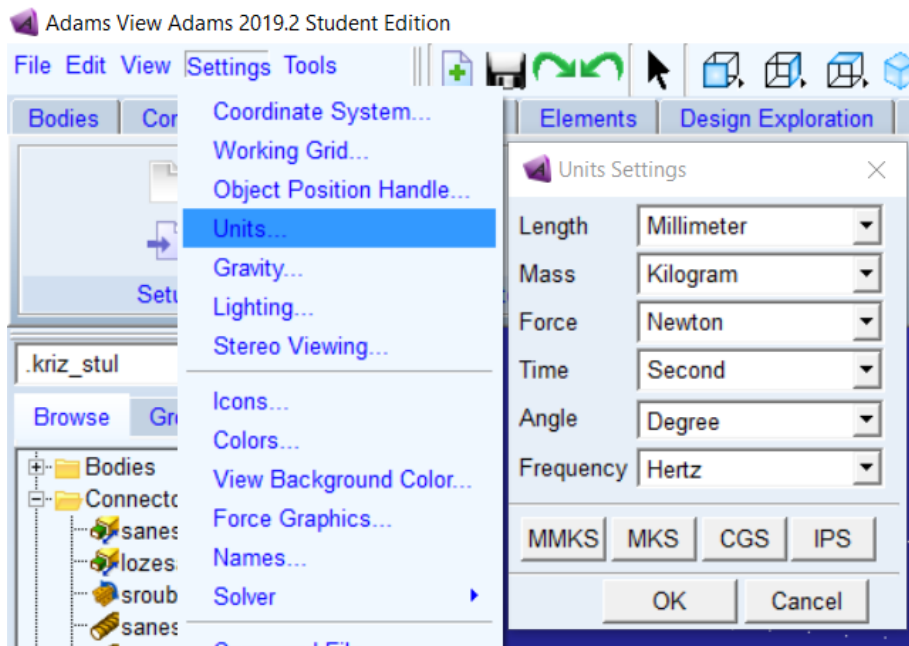 Adams View Adams 2019.2 Student Edition
File Edit View Settings Tools
Bodies
Elements
Design Exploration
Coordinate System...
Working Grid...
Object Position Handle...
Units...
Gravity...
Lighting...
Stereo Viewing...
Icons...
Colors...
View Background Color...
Force Graphics...
Names...
Solver
.kriz_stul
Browse
Bodies
Units Settings
Length Millimeter
Mass Kilogram
Force Newton
Time Second
Angle Degree
Frequency Hertz
MMKS MKS CGS IPS
OK Cancel